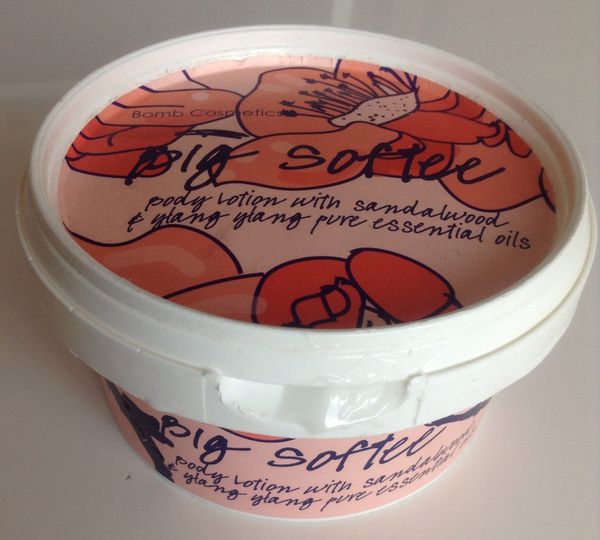 Bomb Cosmetics
Big Softee
Body Lotion with sandalwood
& ylang ylang pure essential oils
Big Softee
Body Lotion with sandalwood
& ylang ylang pure essential